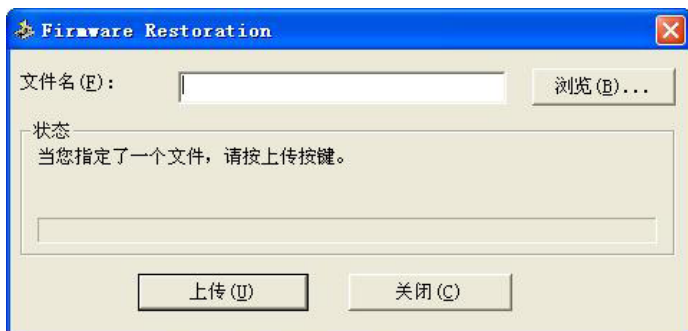 Firmware Restoration
文件名(F):
浏览(B)...
状态
当您指定了一个文件，请按上传按键。
上传(U)
关闭(C)